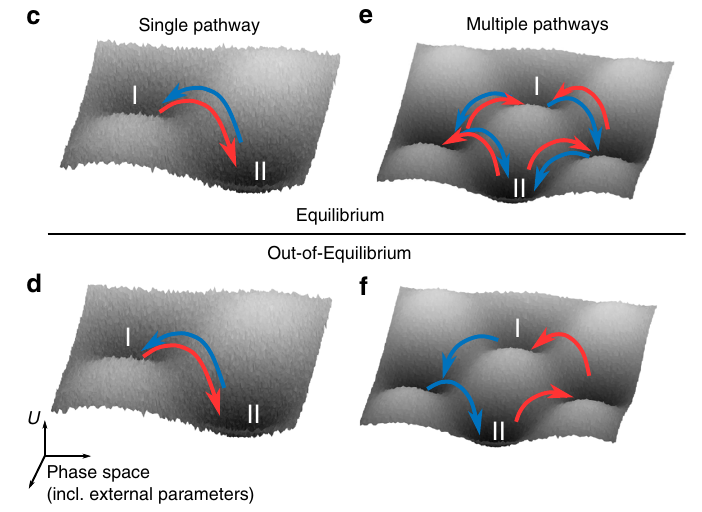 c
Single pathway
e
Multiple pathways
I
II
I
II
Equilibrium
Out-of-Equilibrium
d
f
I
II
I
II
U
Phase space
(incl. external parameters)